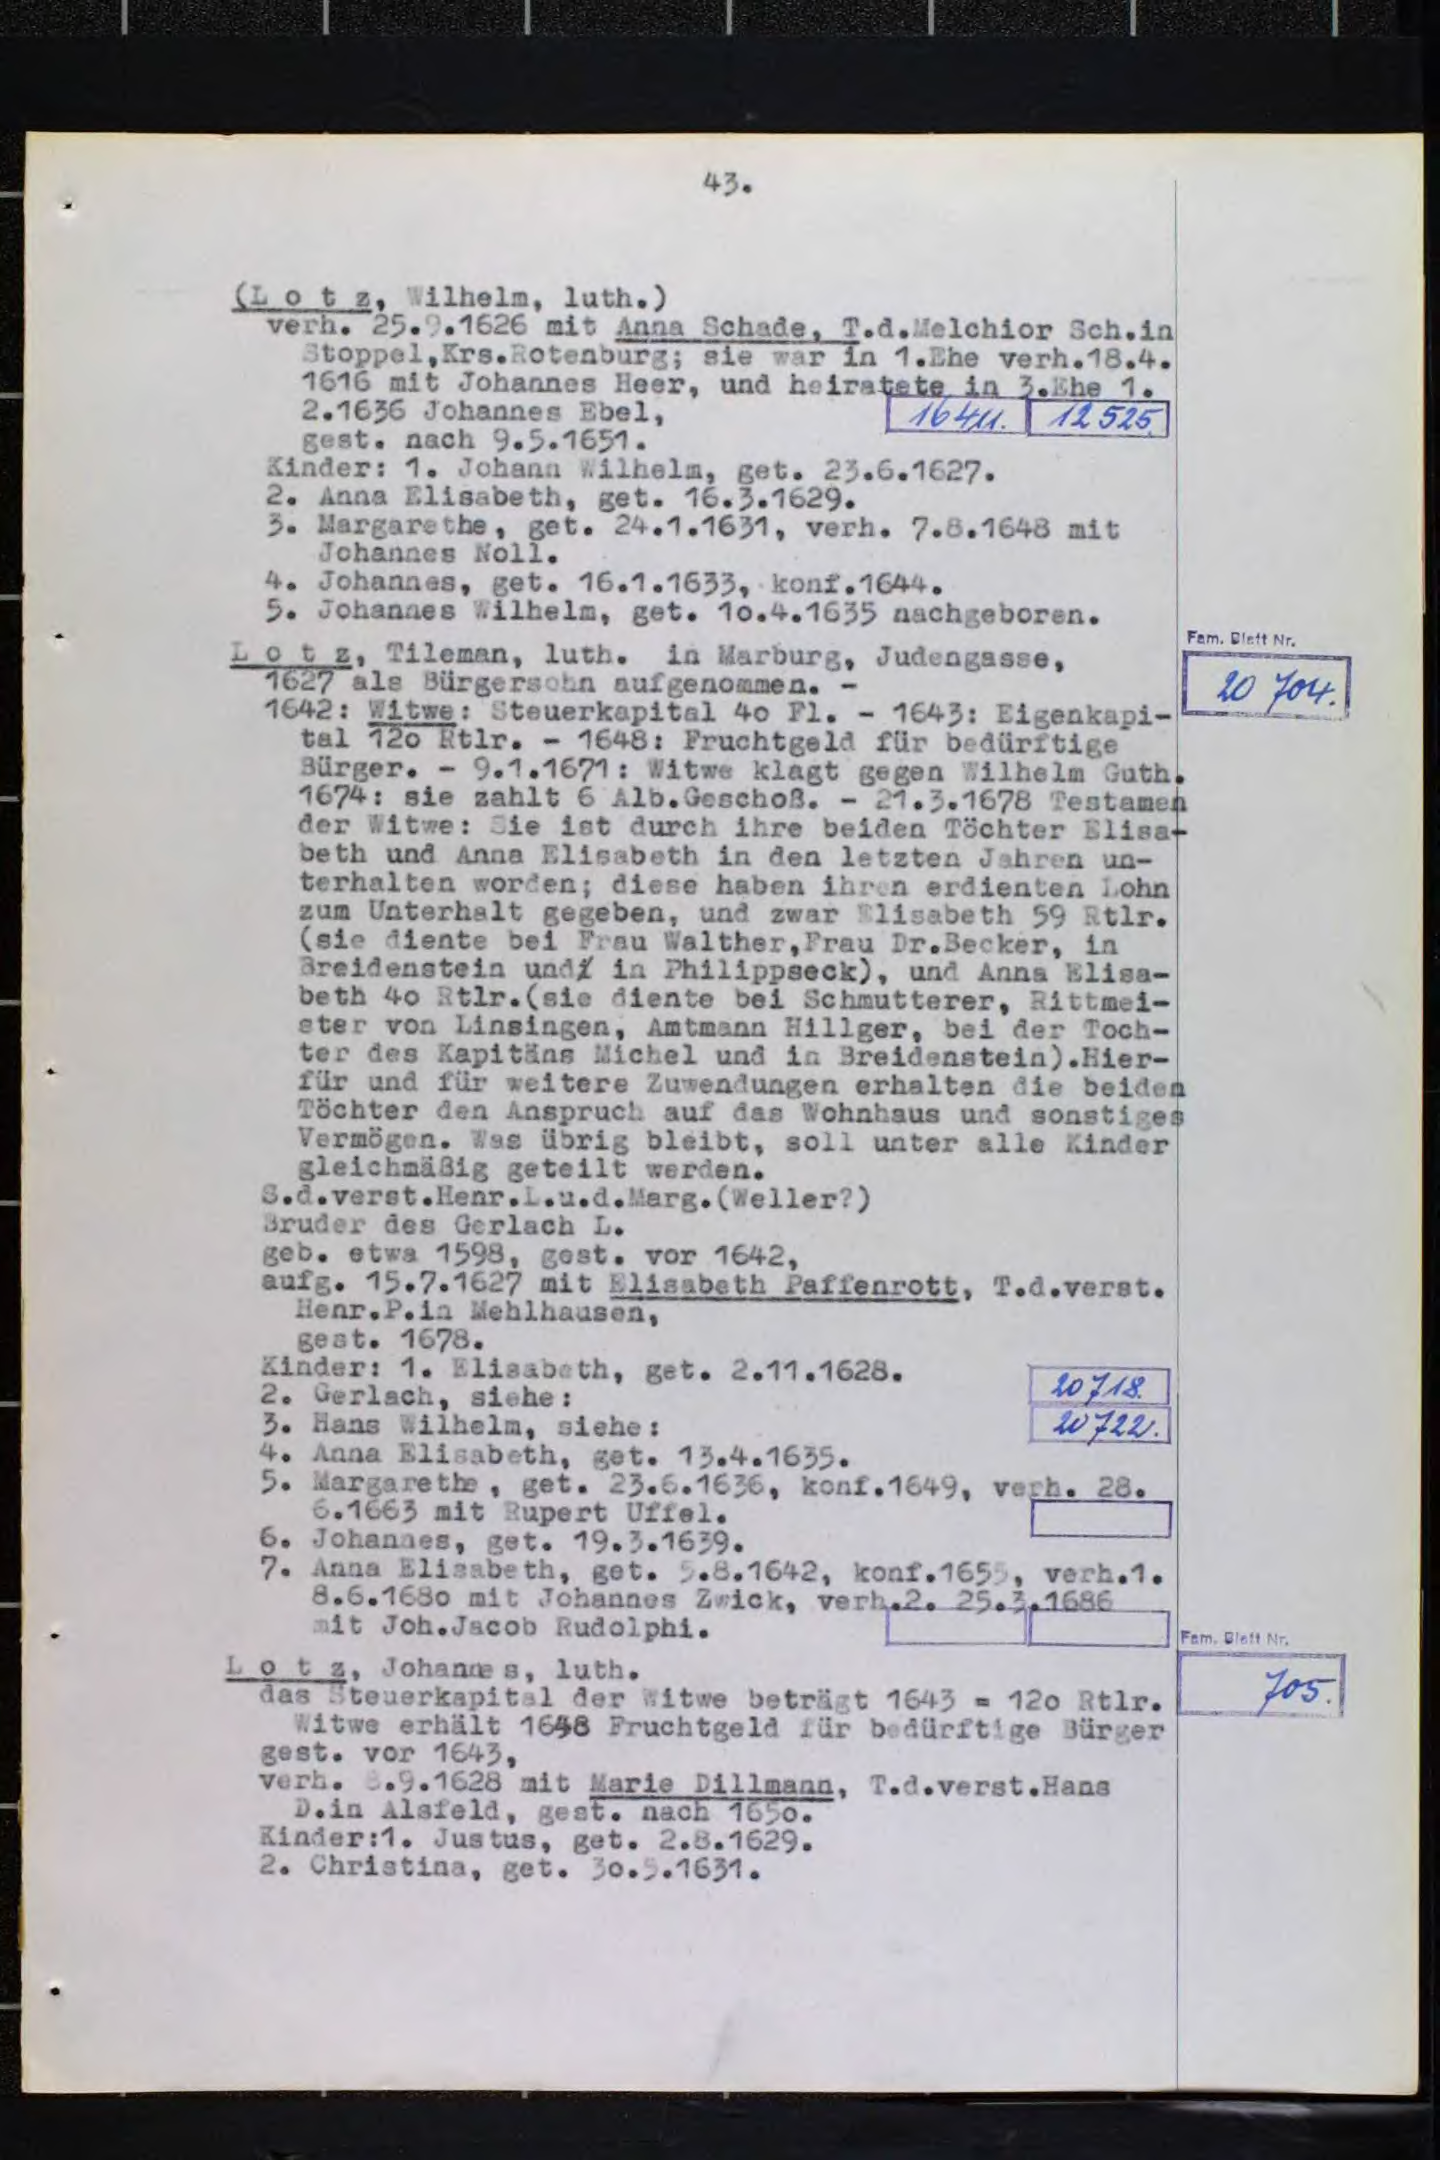 43.
(L o t z, Wilhelm, luth.)
verh. 25.9.1626 mit Anna Schade, T.d.Melchior Sch.in
Stoppel,Krs.Rotenburg; sie war in 1.Ehe verh.18.4.
1616 mit Johannes Heer, und heiratete in 3.Ehe 1.
2.1636 Johannes Ebel,
16411. 12525.
gest. nach 9.5.1651.
Kinder: 1. Johann Wilhelm, get. 23.6.1627.
2. Anna Elisabeth, get. 16.3.1629.
3. Margarethe, get. 24.1.1631, verh. 7.8.1648 mit
Johannes Noll.
4. Johannes, get. 16.1.1633, konf.1644.
5. Johannes Wilhelm, get. 1o.4.1635 nachgeboren.
Fam. Blatt Nr.
20 704.
L o t z, Tileman, luth. in Marburg, Judengasse,
1627 als Bürgersohn aufgenommen. -
1642: Witwe: Steuerkapital 4o Fl. - 1643: Eigenkapi-
tal 12o Rtlr. - 1648: Fruchtgeld für bedürftige
Bürger. - 9.1.1671: Witwe klagt gegen Wilhelm Guth.
1674: sie zahlt 6 Alb.Geschoß. - 21.3.1678 Testamen
der Witwe: Sie ist durch ihre beiden Töchter Elisa-
beth und Anna Elisabeth in den letzten Jahren un-
terhalten worden; diese haben ihren erdienten Lohn
zum Unterhalt gegeben, und zwar Elisabeth 59 Rtlr.
(sie diente bei Frau Walther,Frau Dr.Becker, in
Breidenstein und in Philippseck), und Anna Elisa-
beth 4o Rtlr.(sie diente bei Schmutterer, Rittmei-
ster von Linsingen, Amtmann Hillger, bei der Toch-
ter des Kapitäns Michel und in Breidenstein).Hier-
für und für weitere Zuwendungen erhalten die beiden
Töchter den Anspruch auf das Wohnhaus und sonstiges
Vermögen. Was übrig bleibt, soll unter alle Kinder
gleichmäßig geteilt werden.
S.d.verst.Henr.L.u.d.Marg.(Weller?)
Bruder des Gerlach L.
geb. etwa 1598, gest. vor 1642,
aufg. 15.7.1627 mit Elisabeth Paffenrott, T.d.verst.
Henr.P.in Mehlhausen,
gest. 1678.
Kinder: 1. Elisabeth, get. 2.11.1628.
2. Gerlach, siehe: 20718.
3. Hans Wilhelm, siehe: 20722.
4. Anna Elisabeth, get. 13.4.1635.
5. Margarethe, get. 23.6.1636, konf.1649, verh. 28.
6.1663 mit Rupert Uffel.
6. Johannes, get. 19.3.1639.
7. Anna Elisabeth, get. 5.8.1642, konf.1655, verh.1.
8.6.168o mit Johannes Zwick, verh.2. 25.3.1686
mit Joh.Jacob Rudolphi.
Fam. Blatt Nr.
705.
L o t z, Johannes, luth.
das Steuerkapital der Witwe beträgt 1643 = 12o Rtlr.
Witwe erhält 1648 Fruchtgeld für bedürftige Bürger
gest. vor 1643,
verh. 8.9.1628 mit Marie Dillmann, T.d.verst.Hans
D.in Alsfeld, gest. nach 165o.
Kinder:1. Justus, get. 2.8.1629.
2. Christina, get. 3o.5.1631.